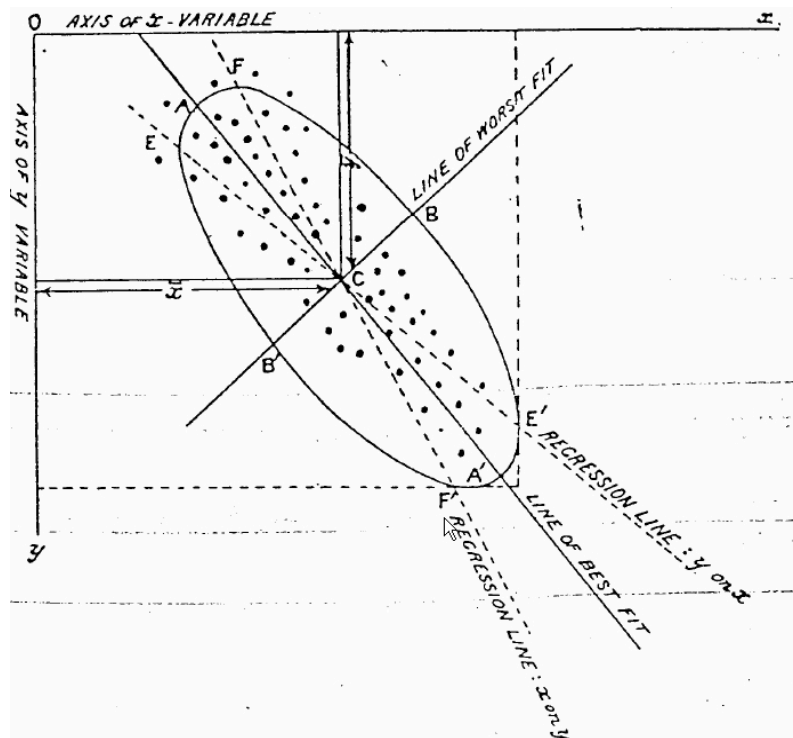 O AXIS OF x-VARIABLE x.
AXIS OF y VARIABLE
F
A
E
LINE OF WORST FIT
B
C
x̄
B'
E'
REGRESSION LINE: y on x
A'
F'
LINE OF BEST FIT
REGRESSION LINE: x on y
y